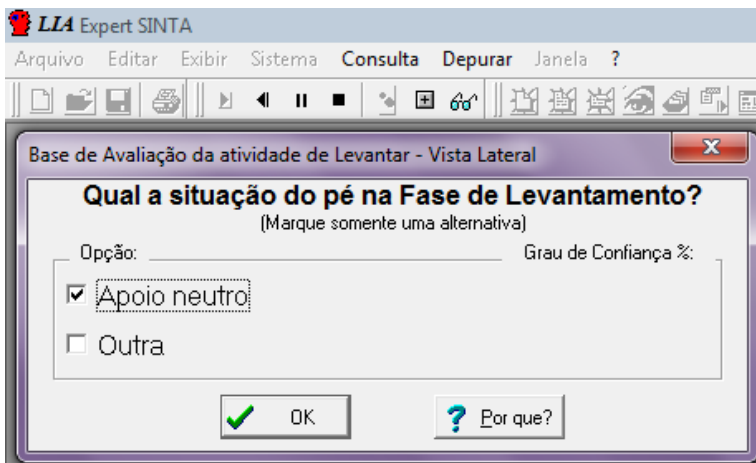 LIA Expert SINTA
Arquivo Editar Exibir Sistema Consulta Depurar Janela ?
Base de Avaliação da atividade de Levantar - Vista Lateral
Qual a situação do pé na Fase de Levantamento?
(Marque somente uma alternativa)
Opção: Grau de Confiança %:
Apoio neutro
Outra
OK ? Por que?